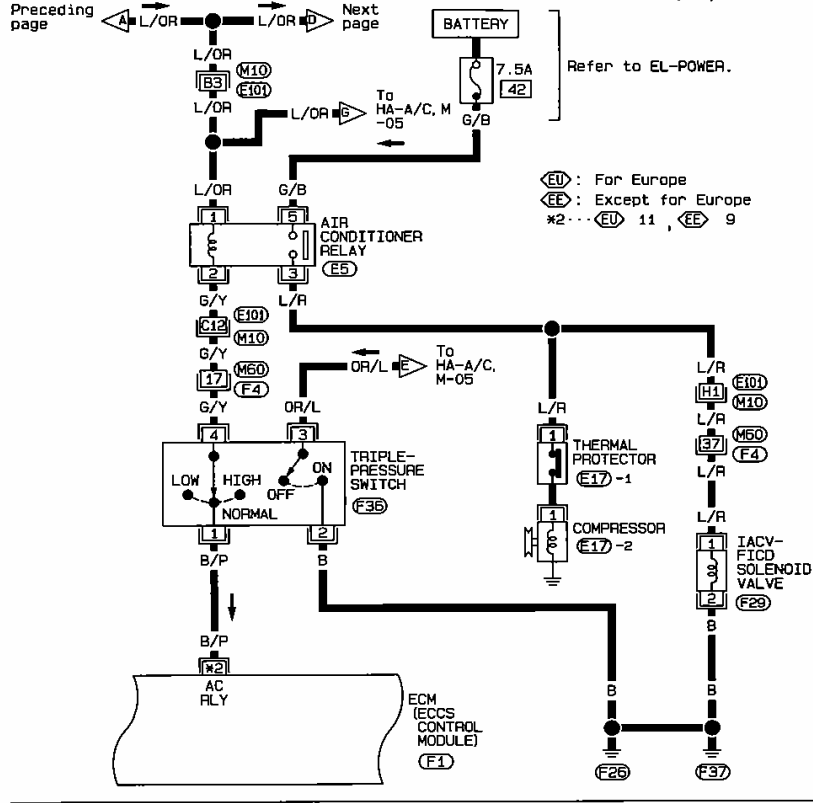 Preceding page
A L/OR L/OR D
Next page
BATTERY
L/OR
7.5A
42
Refer to EL-POWER.
B3 M10 E101
L/OR
L/OR G
To HA-A/C, M -05
G/B
EU : For Europe
EE : Except for Europe
*2··· EU 11 , EE 9
L/OR G/B
1 5
AIR CONDITIONER RELAY
E5
2 3
G/Y L/R
C12 E101 M10
G/Y
17 M60 F4
G/Y
OR/L E
To HA-A/C, M-05
OR/L
L/R
H1 E101 M10
L/R
37 M60 F4
L/R
L/R
4 3
LOW HIGH NORMAL
OFF ON
TRIPLE-PRESSURE SWITCH
F36
1 2
B/P B
L/R
1
THERMAL PROTECTOR
E17 -1
1
COMPRESSOR
E17 -2
L/R
1
IACV-FICD SOLENOID VALVE
F29
2
B
B/P
*2
AC RLY
ECM (ECCS CONTROL MODULE)
F1
B B
F26 F37